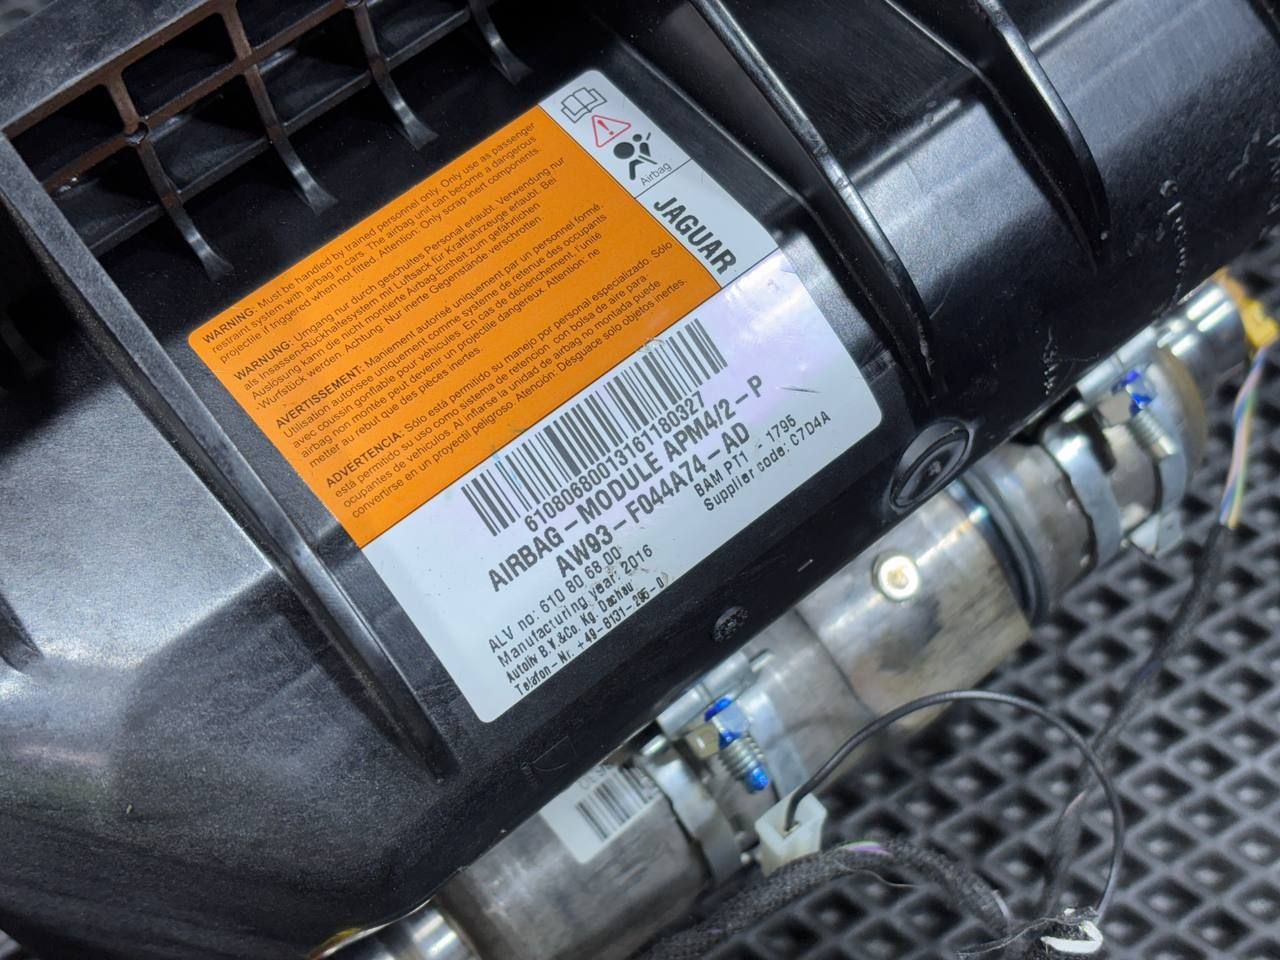 Airbag
JAGUAR
WARNING: Must be handled by trained personnel only. Only use as passenger
restraint system with airbag in cars. The airbag unit can become a dangerous
projectile if triggered when not fitted. Attention: Only scrap inert components.
WARNUNG: Umgang nur durch geschultes Personal erlaubt. Verwendung nur
als Insassen-Rückhaltesystem mit Luftsack für Kraftfahrzeuge erlaubt. Bei
Auslösung kann die nicht montierte Airbag-Einheit zum gefährlichen
-Wurfstück werden. Achtung: Nur inerte Gegenstände verschrotten.
AVERTISSEMENT: Maniement autorisé uniquement par un personnel formé.
Utilisation autorisée uniquement comme système de retenue des occupants
avec coussin gonflable pour véhicules. En cas de déclenchement, l'unité
airbag non montée peut devenir un projectile dangereux. Attention: ne
mettre au rebut que des pièces inertes.
ADVERTENCIA: Sólo está permitido su manejo por personal especializado. Sólo
está permitido su uso como sistema de retención con bolsa de aire para
ocupantes de vehículos. Al inflarse la unidad de airbag no montada puede
convertirse en un proyectil peligroso. Atención: Desguace solo objetos inertes.
61080680013161180327
AIRBAG-MODULE APM4/2-P
AW93-F044A74-AD
ALV no: 610 80 68 00
BAM PT1 - 1795
Manufacturing year: 2016
Supplier code: C7D4A
Autoliv B.V.&Co. Kg, Dachau
Telefon-Nr. +49-8131-295-0